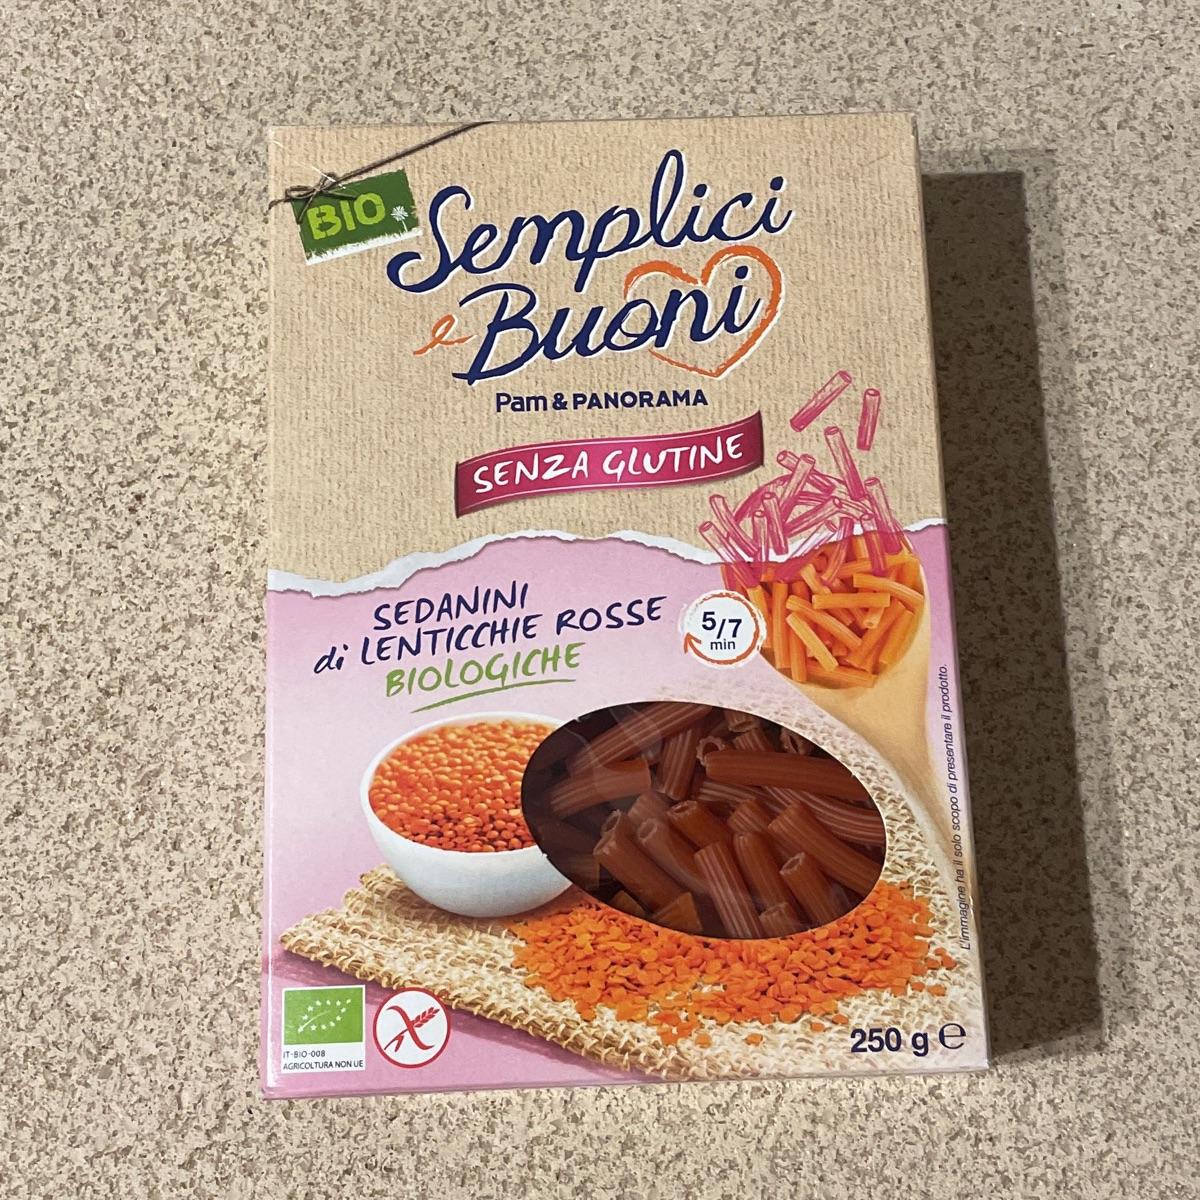 BIO
Semplici
e Buoni
Pam & PANORAMA
SENZA GLUTINE
SEDANINI
di LENTICCHIE ROSSE
BIOLOGICHE
5/7
min
L'immagine ha il solo scopo di presentare il prodotto.
IT-BIO-008
AGRICOLTURA NON UE
250 g ℮